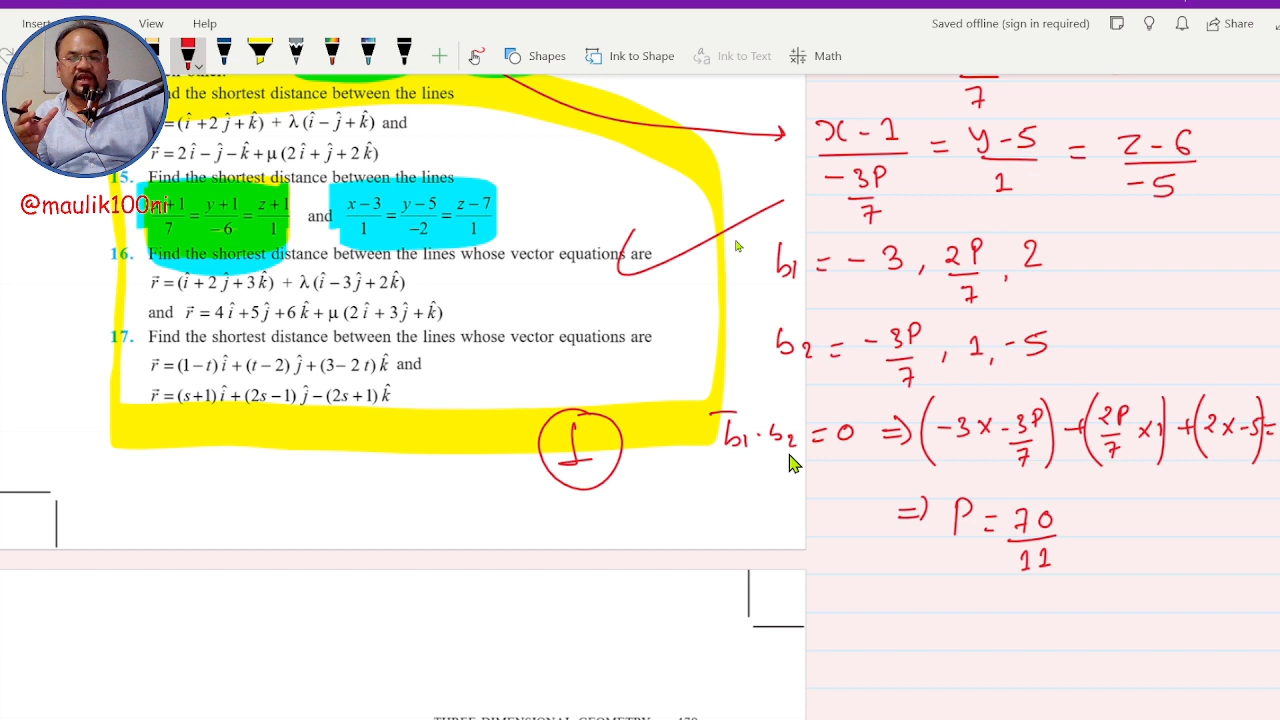 Inser View Help Saved offline (sign in required) Share
Shapes Ink to Shape Ink to Text Math
nd the shortest distance between the lines
=(î +2ĵ+k̂) + λ(î − ĵ + k̂) and
r⃗ = 2î − ĵ − k̂ + μ(2î + ĵ + 2k̂)
15. Find the shortest distance between the lines
@maulik100ni
+1/7 = y+1/−6 = z+1/1 and x−3/1 = y−5/−2 = z−7/1
16. Find the shortest distance between the lines whose vector equations are
r⃗ = (î + 2ĵ + 3k̂) + λ(î − 3ĵ + 2k̂)
and r⃗ = 4î + 5ĵ + 6k̂ + μ(2î + 3ĵ + k̂)
17. Find the shortest distance between the lines whose vector equations are
r⃗ = (1−t)î + (t−2)ĵ + (3−2t)k̂ and
r⃗ = (s+1)î + (2s−1)ĵ − (2s+1)k̂
1
7
x−1/−3P/7 = y−5/1 = z−6/−5
b1 = −3, 2P/7, 2
b2 = −3P/7, 1, −5
b1 · b2 = 0 ⇒ (−3 × −3P/7) + (2P/7 × 1) + (2 × −5) =
⇒ P = 70/11